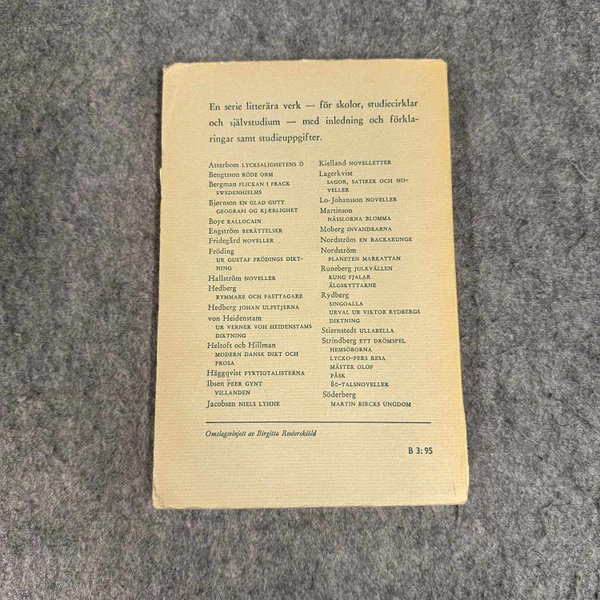 En serie litterära verk — för skolor, studiecirklar
och självstudium — med inledning och förkla-
ringar samt studieuppgifter.
Atterbom LYCKSALIGHETENS Ö
Bengtsson RÖDE ORM
Bergman FLICKAN I FRACK
SWEDENHIELMS
Bjørnson EN GLAD GUTT
GEOGRAFI OG KJÆRLIGHET
Boye KALLOCAIN
Engström BERÄTTELSER
Fridegård NOVELLER
Fröding
UR GUSTAF FRÖDINGS DIKT-
NING
Hallström NOVELLER
Hedberg
RYMMARE OCH FASTTAGARE
Hedberg JOHAN ULFSTJERNA
von Heidenstam
UR VERNER VOH HEIDENSTAMS
DIKTNING
Heltoft och Hillman
MODERN DANSK DIKT OCH
PROSA
Häggqvist FYRTIOTALISTERNA
Ibsen PEER GYNT
VILLANDEN
Jacobsen NIELS LYHNE
Kielland NOVELLETTER
Lagerkvist
SAGOR, SATIRER OCH NO-
VELLER
Lo-Johansson NOVELLER
Martinson
NÄSSLORNA BLOMMA
Moberg INVANDRARNA
Nordström EN RACKARUNGE
Nordström
PLANETEN MARKATTAN
Runeberg JULKVÄLLEN
KUNG FJALAR
ÄLGSKYTTARNE
Rydberg
SINGOALLA
URVAL UR VIKTOR RYDBERGS
DIKTNING
Stiernstedt ULLABELLA
Strindberg ETT DRÖMSPEL
HEMSÖBORNA
LYCKO-PERS RESA
MÄSTER OLOF
PÅSK
80-TALSNOVELLER
Söderberg
MARTIN BIRCKS UNGDOM
Omslagsvinjett av Birgitta Reuterskiöld
B 3:95